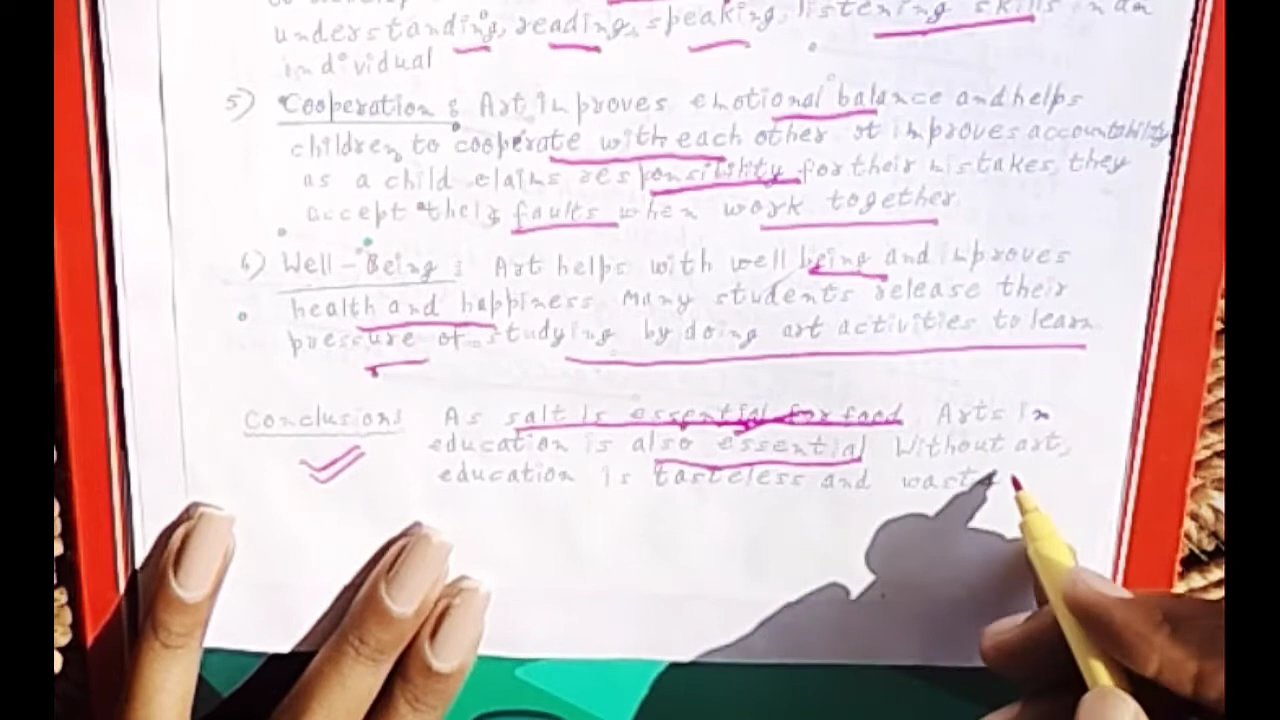 understanding, reading, speaking, listening skills in an
individual
5) Cooperation : Art improves emotional balance and helps
children to cooperate with each other it improves accountability
as a child claims responsibility for their mistakes, they
accept their faults when work together
6) Well-Being : Art helps with well being and improves
health and happiness many students release their
pressure of studying by doing art activities to learn
Conclusion: As salt is essential for food Arts in
education is also essential Without art,
education is tasteless and